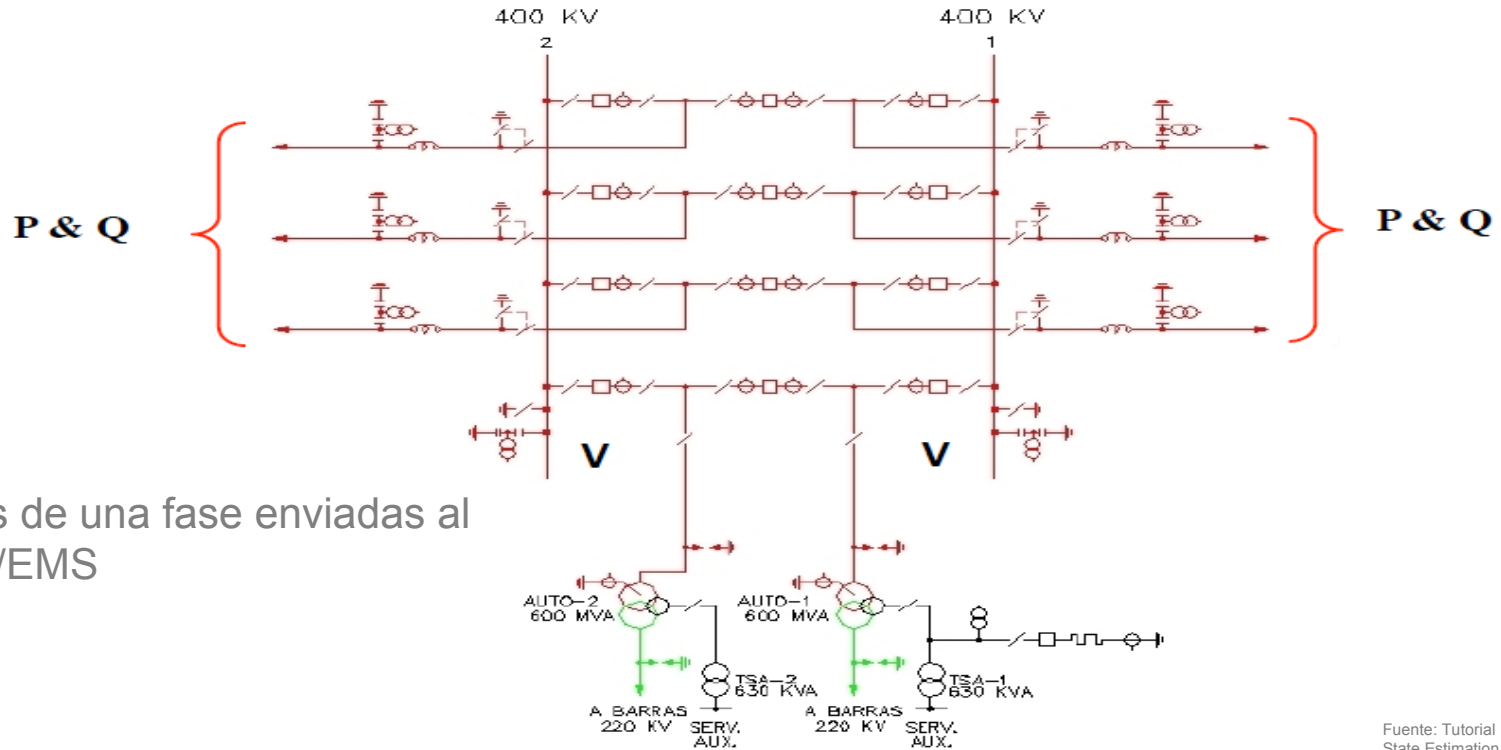 400 KV
2
400 KV
1
P & Q
P & Q
V
V
s de una fase enviadas al
/EMS
AUTO-2
600 MVA
AUTO-1
600 MVA
TSA-2
630 KVA
TSA-1
630 KVA
A BARRAS
220 KV
SERV.
AUX.
A BARRAS
220 KV
SERV.
AUX.
Fuente: Tutorial
State Estimation